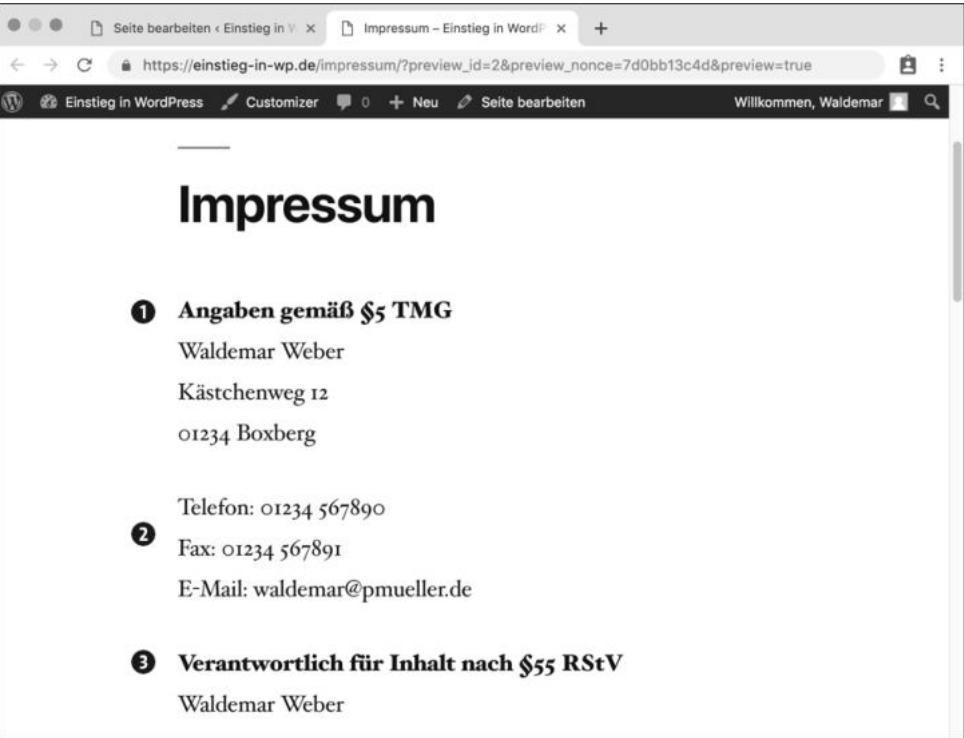 Seite bearbeiten ‹ Einstieg in W
Impressum – Einstieg in WordP
https://einstieg-in-wp.de/impressum/?preview_id=2&preview_nonce=7d0bb13c4d&preview=true
Einstieg in WordPress Customizer 0 Neu Seite bearbeiten Willkommen, Waldemar
Impressum
1 Angaben gemäß §5 TMG
Waldemar Weber
Kästchenweg 12
01234 Boxberg
Telefon: 01234 567890
2
Fax: 01234 567891
E-Mail: waldemar@pmueller.de
3 Verantwortlich für Inhalt nach §55 RStV
Waldemar Weber